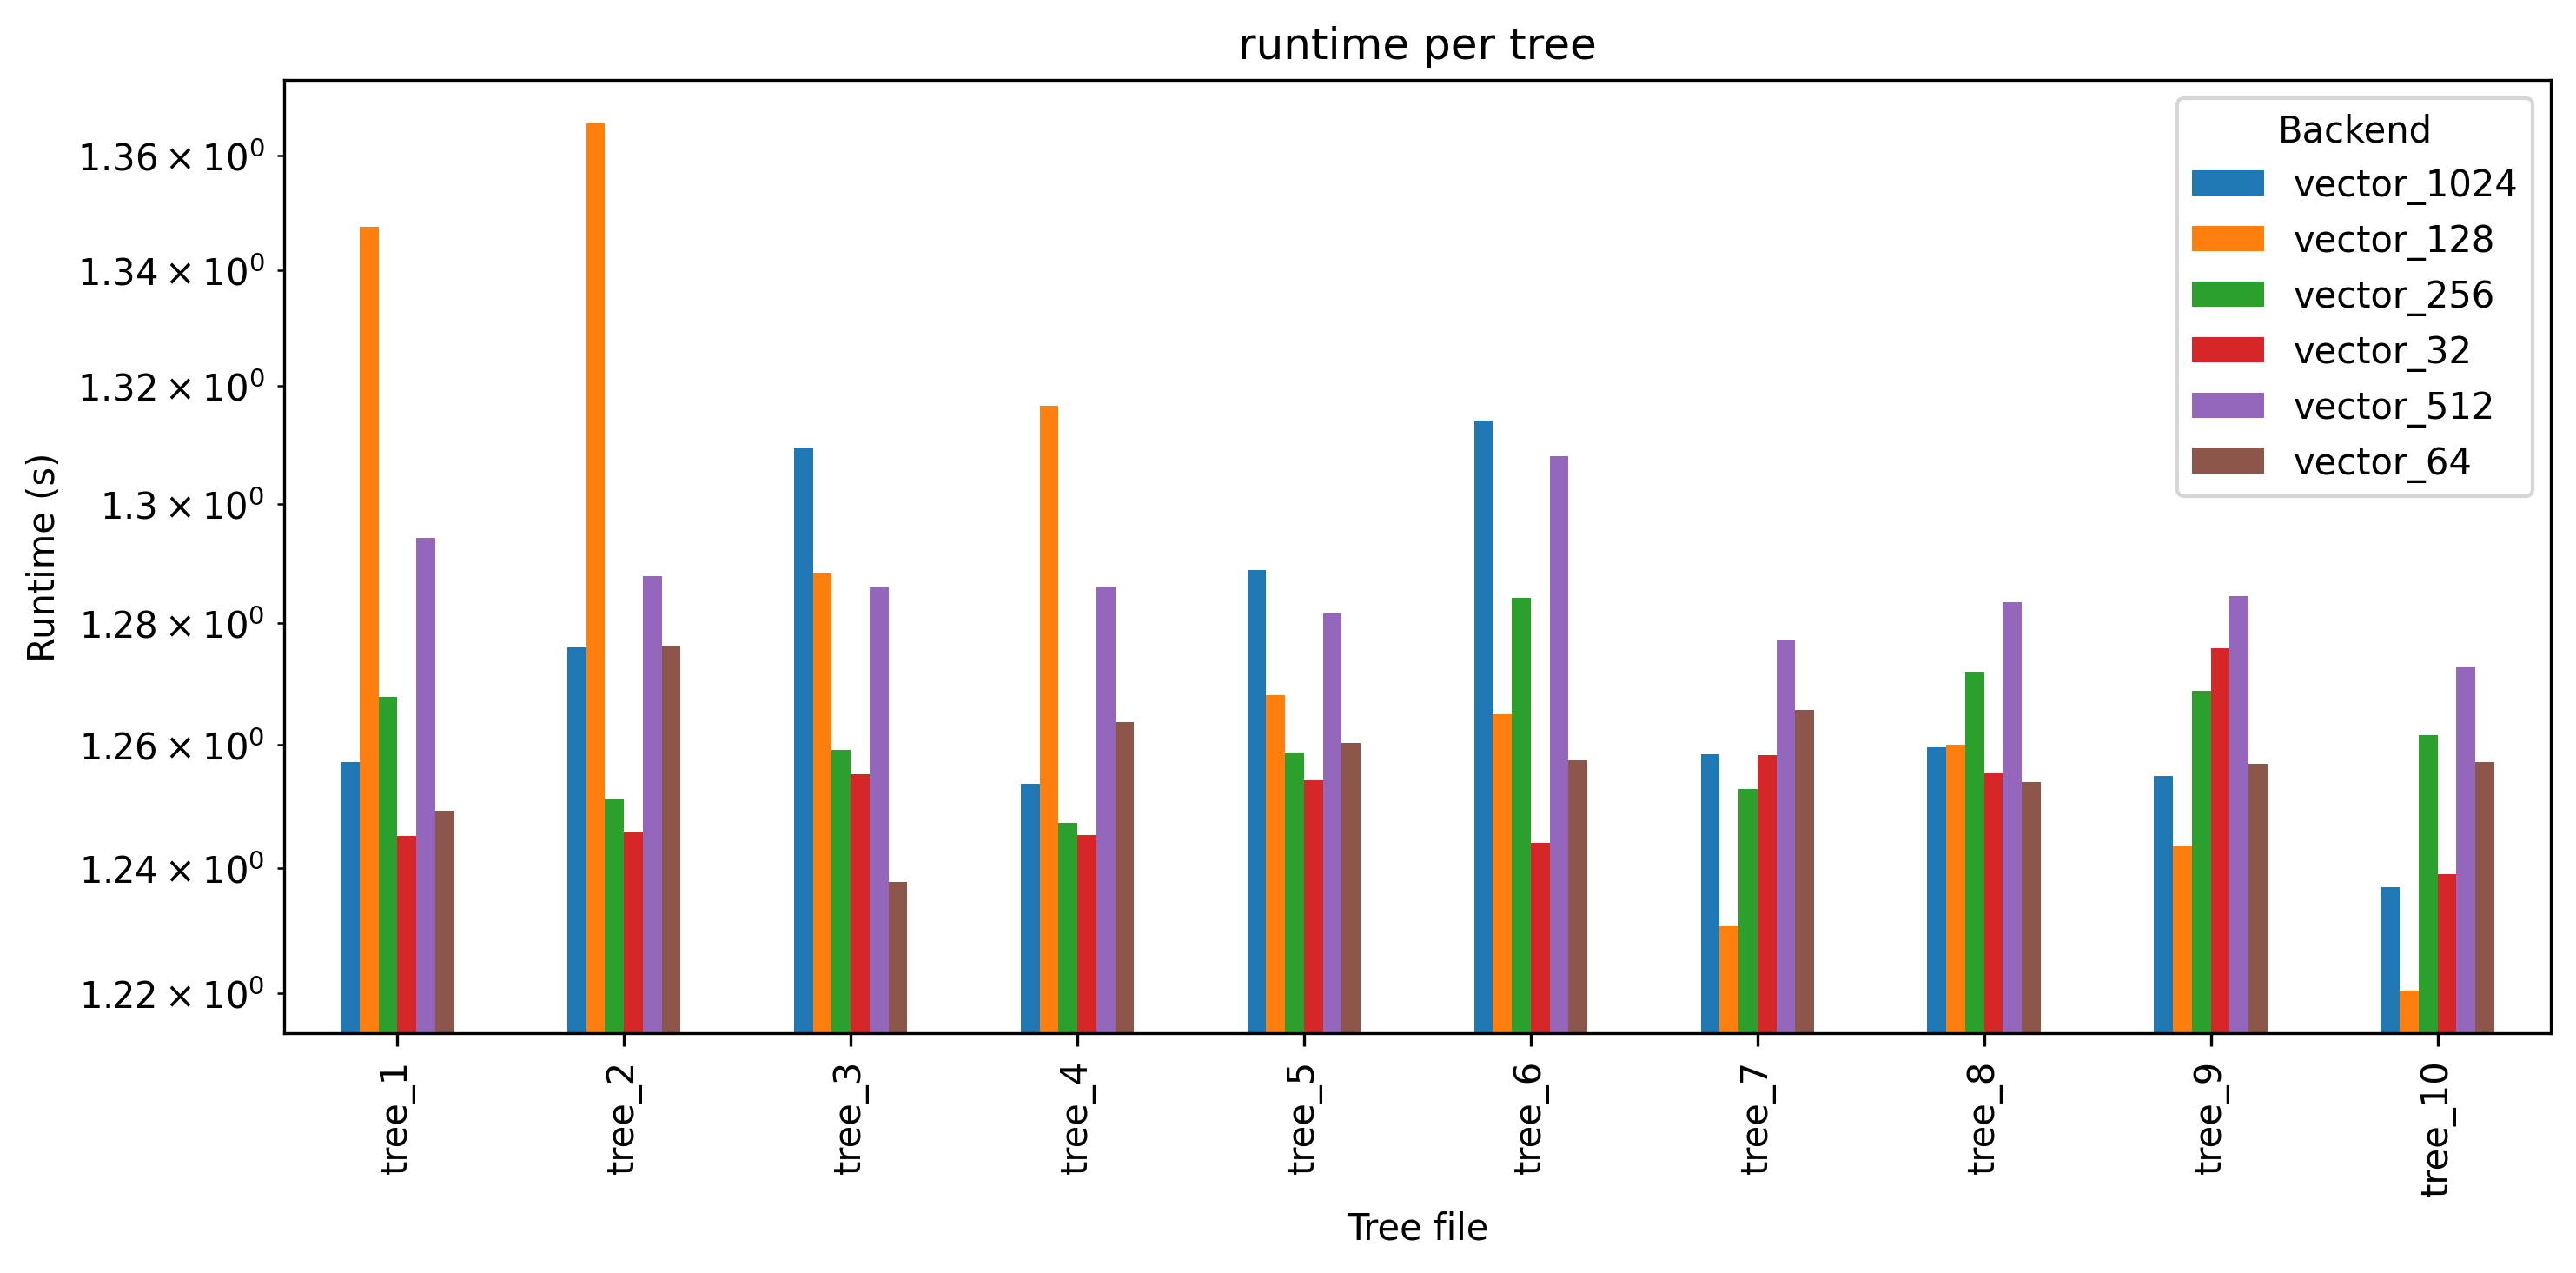 runtime per tree
Backend
vector_1024
vector_128
vector_256
vector_32
vector_512
vector_64
Runtime (s)
1.36 × 10⁰
1.34 × 10⁰
1.32 × 10⁰
1.3 × 10⁰
1.28 × 10⁰
1.26 × 10⁰
1.24 × 10⁰
1.22 × 10⁰
tree_1
tree_2
tree_3
tree_4
tree_5
tree_6
tree_7
tree_8
tree_9
tree_10
Tree file